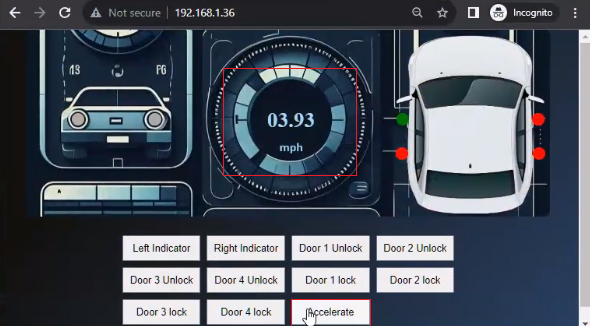 Not secure | 192.168.1.36
Incognito
03.93
mph
Left Indicator
Right Indicator
Door 1 Unlock
Door 2 Unlock
Door 3 Unlock
Door 4 Unlock
Door 1 lock
Door 2 lock
Door 3 lock
Door 4 lock
Accelerate